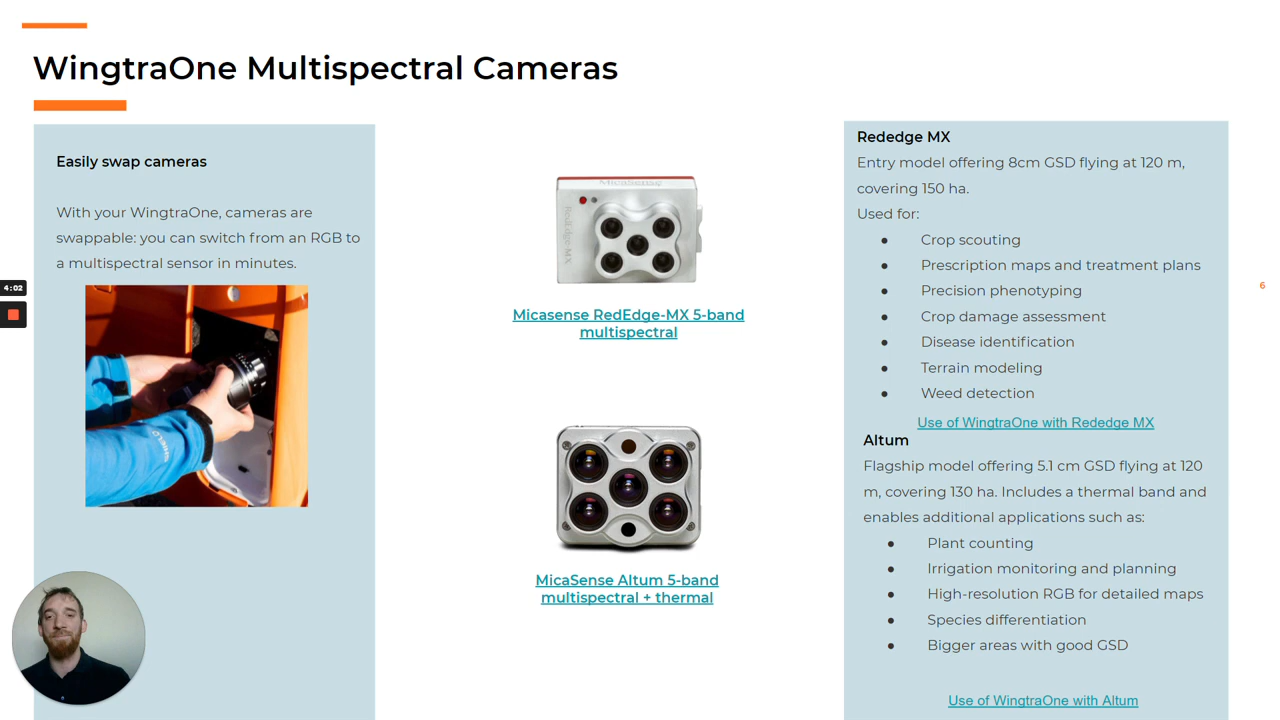 WingtraOne Multispectral Cameras
Easily swap cameras
With your WingtraOne, cameras are
swappable: you can switch from an RGB to
a multispectral sensor in minutes.
4:02
MicaSense
RedEdge-MX
Micasense RedEdge-MX 5-band
multispectral
MicaSense Altum 5-band
multispectral + thermal
Rededge MX
Entry model offering 8cm GSD flying at 120 m,
covering 150 ha.
Used for:
● Crop scouting
● Prescription maps and treatment plans
● Precision phenotyping
● Crop damage assessment
● Disease identification
● Terrain modeling
● Weed detection
Use of WingtraOne with Rededge MX
Altum
Flagship model offering 5.1 cm GSD flying at 120
m, covering 130 ha. Includes a thermal band and
enables additional applications such as:
● Plant counting
● Irrigation monitoring and planning
● High-resolution RGB for detailed maps
● Species differentiation
● Bigger areas with good GSD
Use of WingtraOne with Altum
6